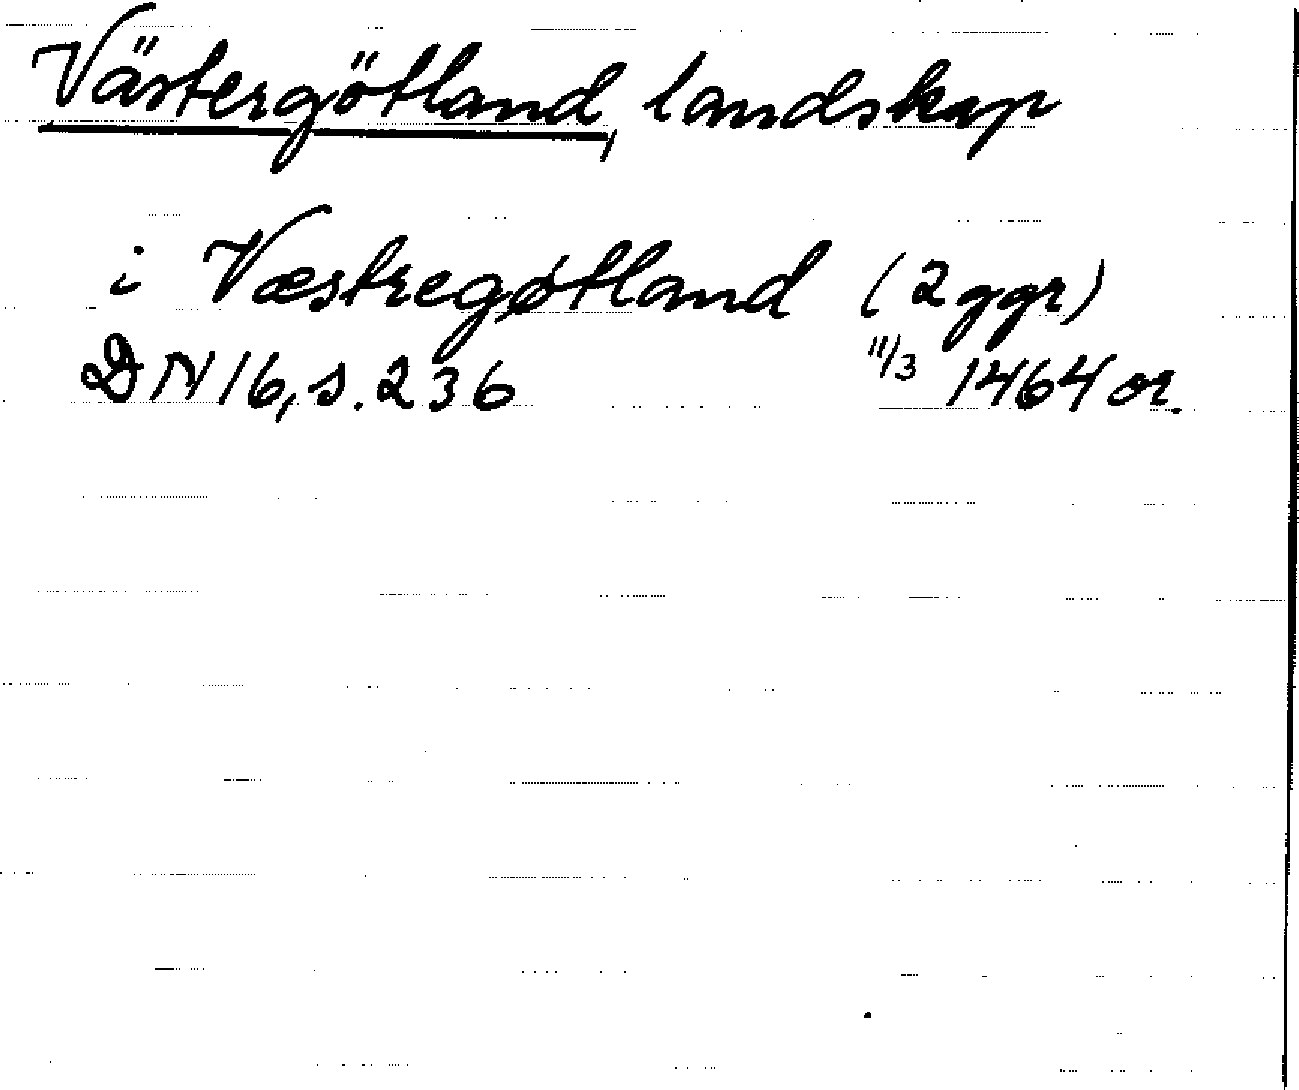 Västergötland, landskap
i Væstregøtland (2 ggr)
DN 16, s. 236 11/3 1464 or.